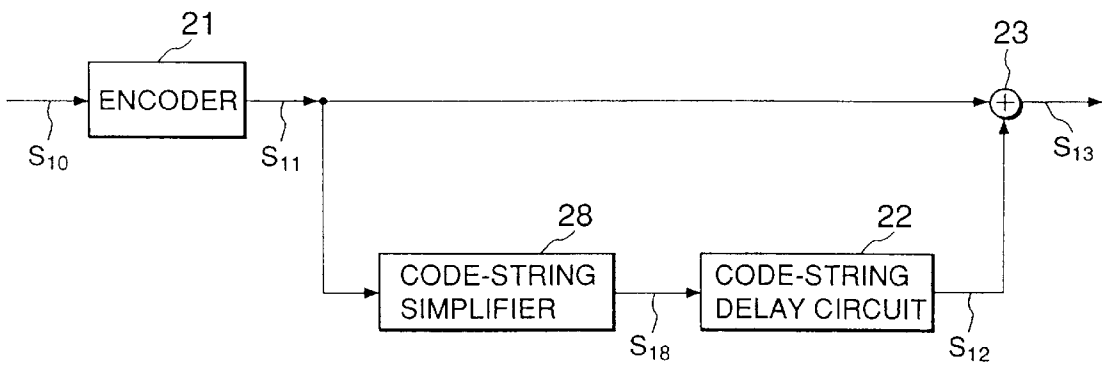 21
23
ENCODER
S10
S11
S13
28
22
CODE-STRING
SIMPLIFIER
CODE-STRING
DELAY CIRCUIT
S18
S12